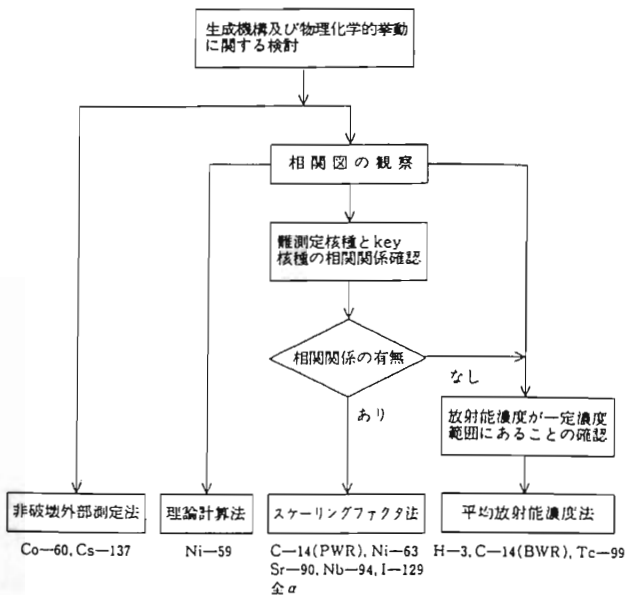 生成機構及び物理化学的挙動
に関する検討
相関図の観察
難測定核種とkey
核種の相関関係確認
相関関係の有無
なし
あり
放射能濃度が一定濃度
範囲にあることの確認
非破壊外部測定法
理論計算法
スケーリングファクタ法
平均放射能濃度法
Co—60, Cs—137
Ni—59
C—14(PWR), Ni—63
Sr—90, Nb—94, I—129
全α
H—3, C—14(BWR), Tc—99